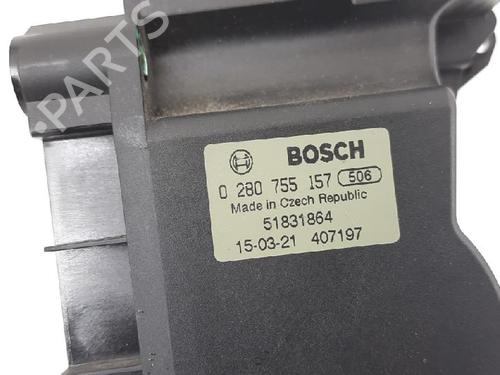 PARTS
BOSCH
0 280 755 157 506
Made in Czech Republic
51831864
15-03-21 407197